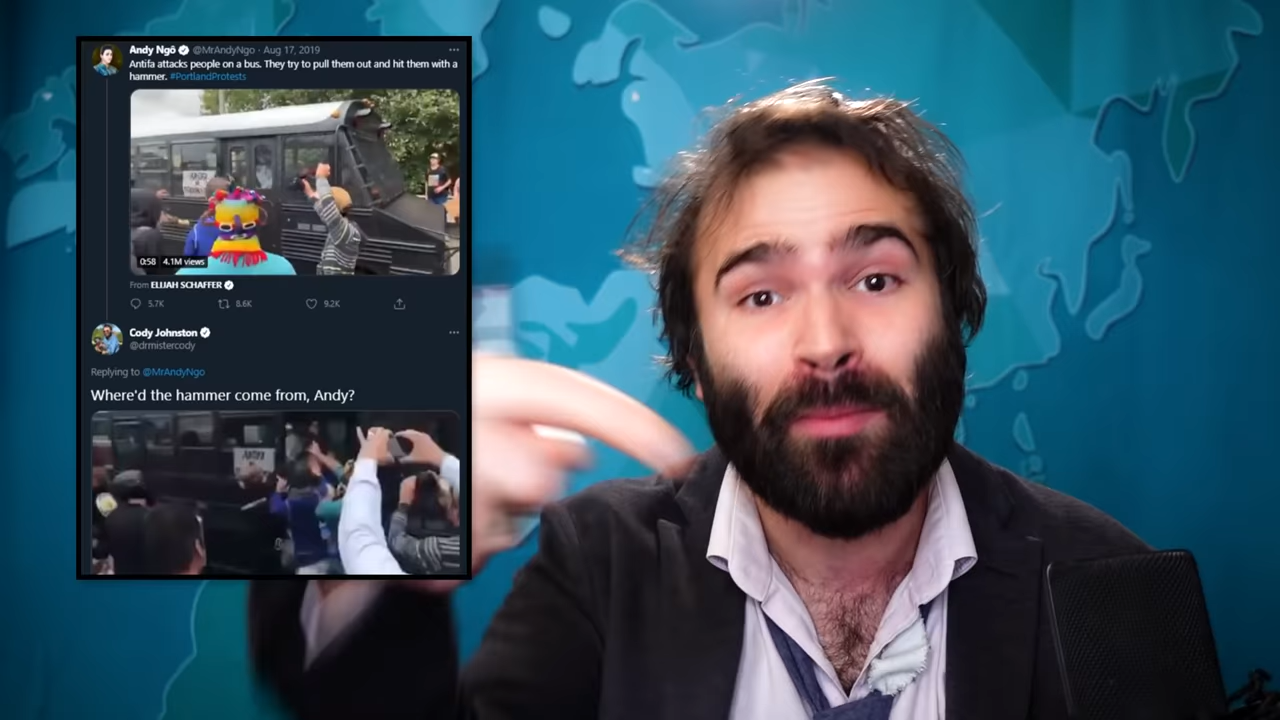 Andy Ngô @MrAndyNgo · Aug 17, 2019
Antifa attacks people on a bus. They try to pull them out and hit them with a
hammer. #PortlandProtests
0:58 4.1M views
From ELIJAH SCHAFFER
5.7K 8.6K 9.2K
Cody Johnston
@drmistercody
Replying to @MrAndyNgo
Where'd the hammer come from, Andy?